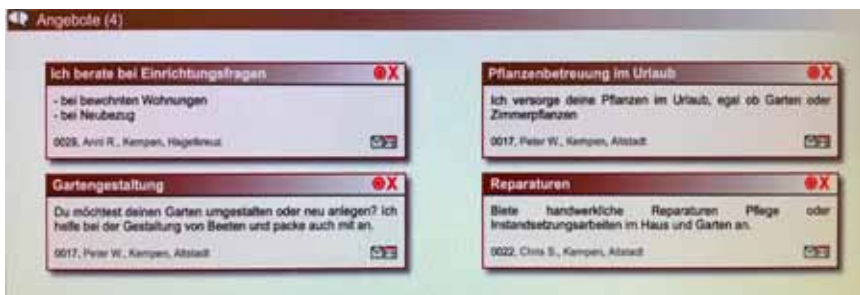 Angebote (4)
Ich berate bei Einrichtungsfragen
- bei bewohnten Wohnungen
- bei Neubezug
0029, Anni R., Kempen, Hagelkreuz
Pflanzenbetreuung im Urlaub
Ich versorge deine Pflanzen im Urlaub, egal ob Garten oder
Zimmerpflanzen
0017, Peter W., Kempen, Altstadt
Gartengestaltung
Du möchtest deinen Garten umgestalten oder neu anlegen? Ich
helfe bei der Gestaltung von Beeten und packe auch mit an.
0017, Peter W., Kempen, Altstadt
Reparaturen
Biete handwerkliche Reparaturen Pflege oder
Instandsetzungsarbeiten im Haus und Garten an.
0022, Chris S., Kempen, Altstadt